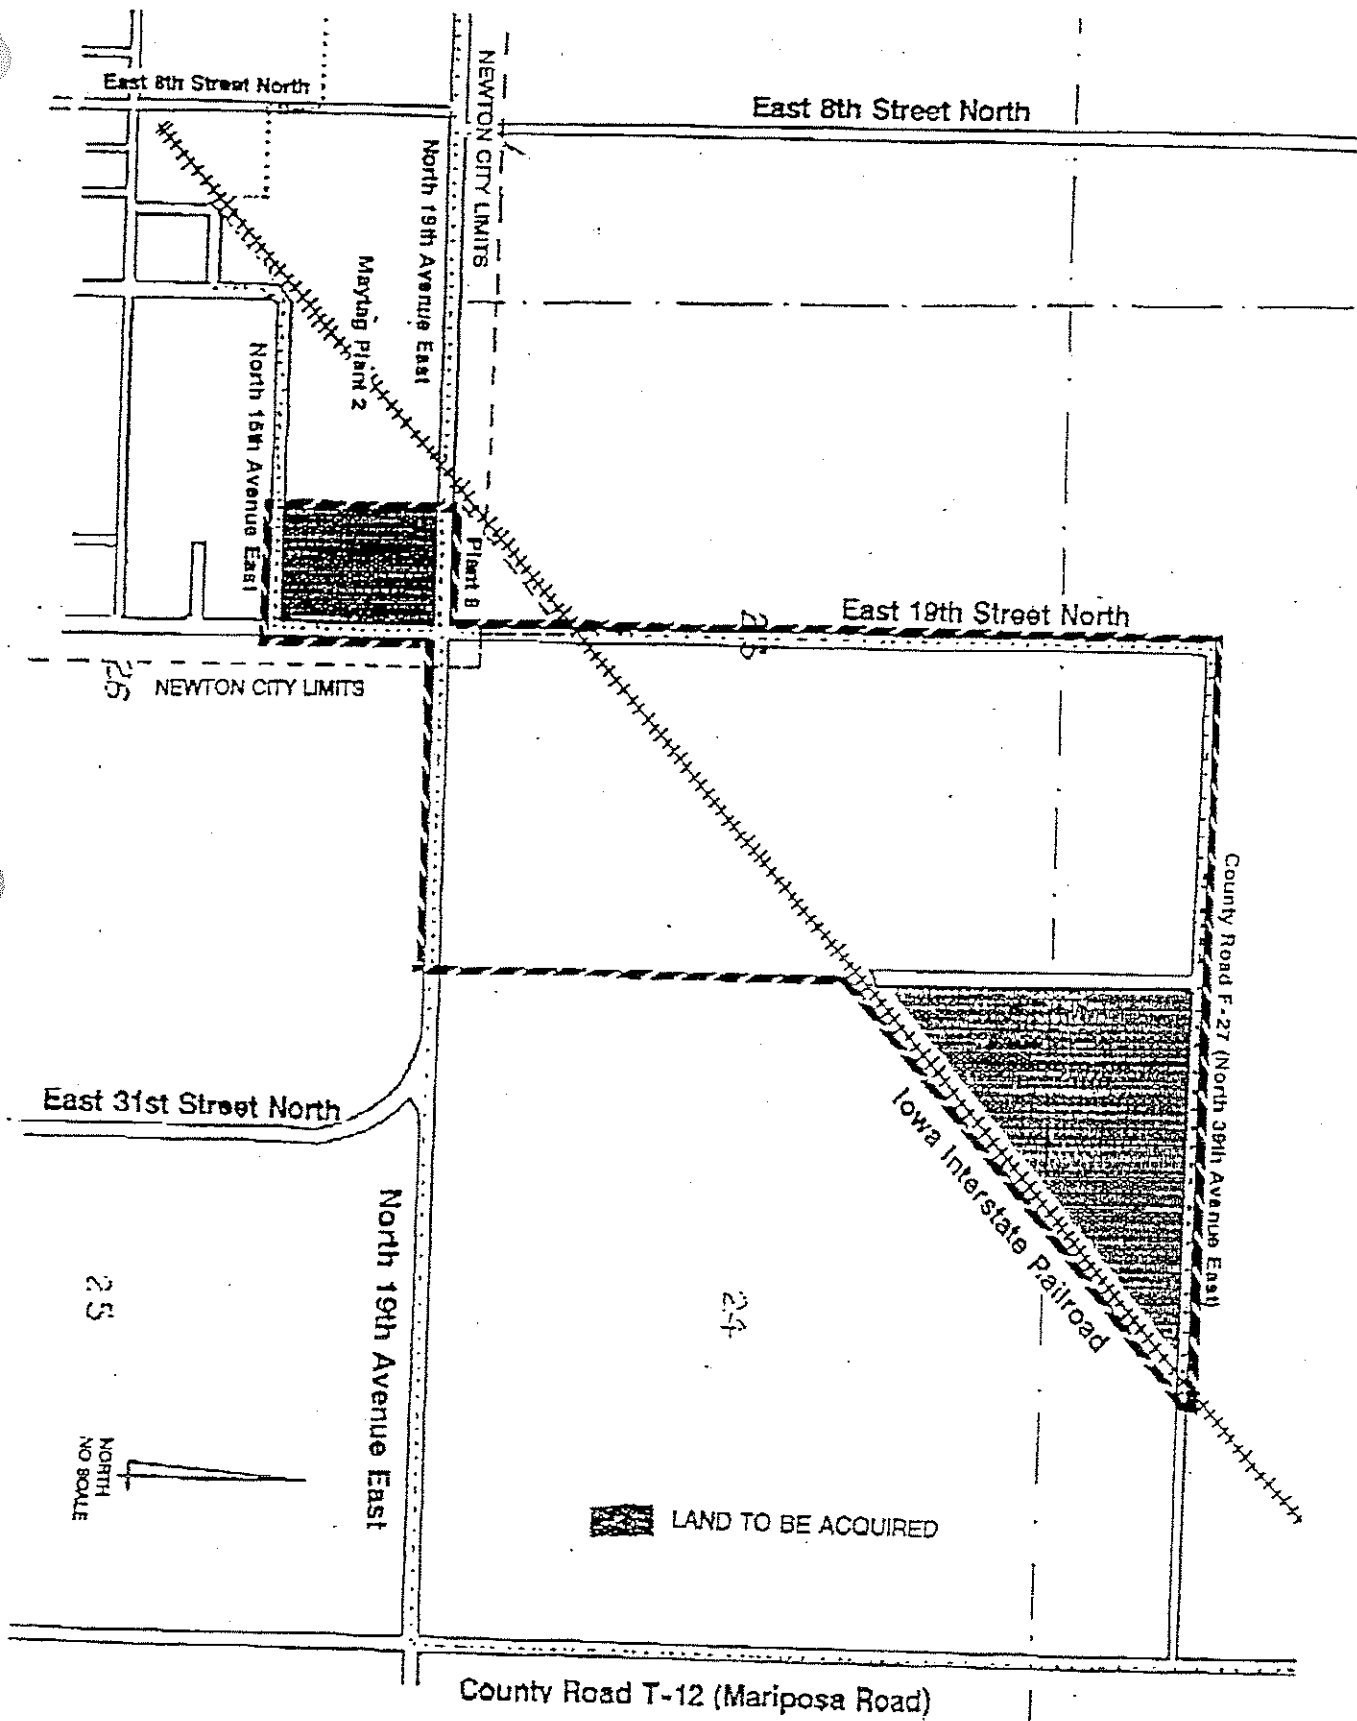 East 8th Street North
East 8th Street North
NEWTON CITY LIMITS
North 19th Avenue East
Maytag Plant 2
North 15th Avenue East
Plant 8
East 19th Street North
26
NEWTON CITY LIMITS
County Road F-27 (North 39th Avenue East)
Iowa Interstate Railroad
East 31st Street North
North 19th Avenue East
25
24
NORTH
NO SCALE
LAND TO BE ACQUIRED
County Road T-12 (Mariposa Road)